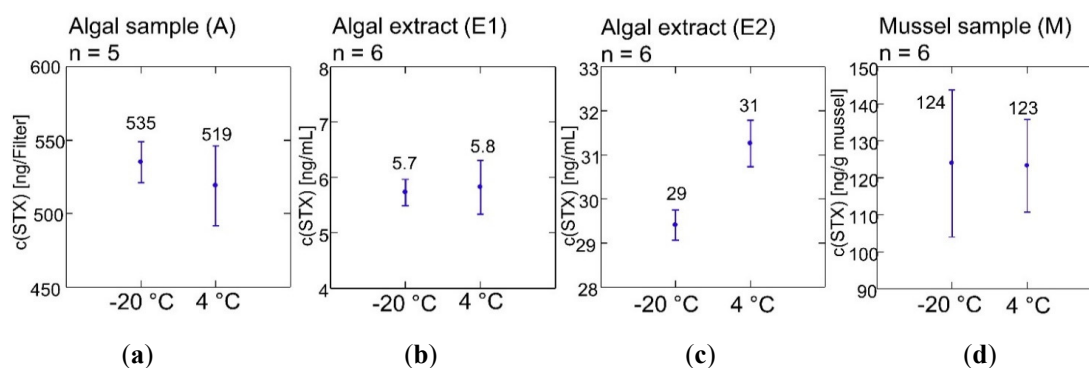 Algal sample (A)
n = 5
600
550
500
450
c(STX) [ng/Filter]
535
519
-20 °C 4 °C
(a)
Algal extract (E1)
n = 6
8
7
6
5
4
c(STX) [ng/mL]
5.7
5.8
-20 °C 4 °C
(b)
Algal extract (E2)
n = 6
33
32
31
30
29
28
c(STX) [ng/mL]
29
31
-20 °C 4 °C
(c)
Mussel sample (M)
n = 6
150
140
130
120
110
100
90
c(STX) [ng/g mussel]
124
123
-20 °C 4 °C
(d)